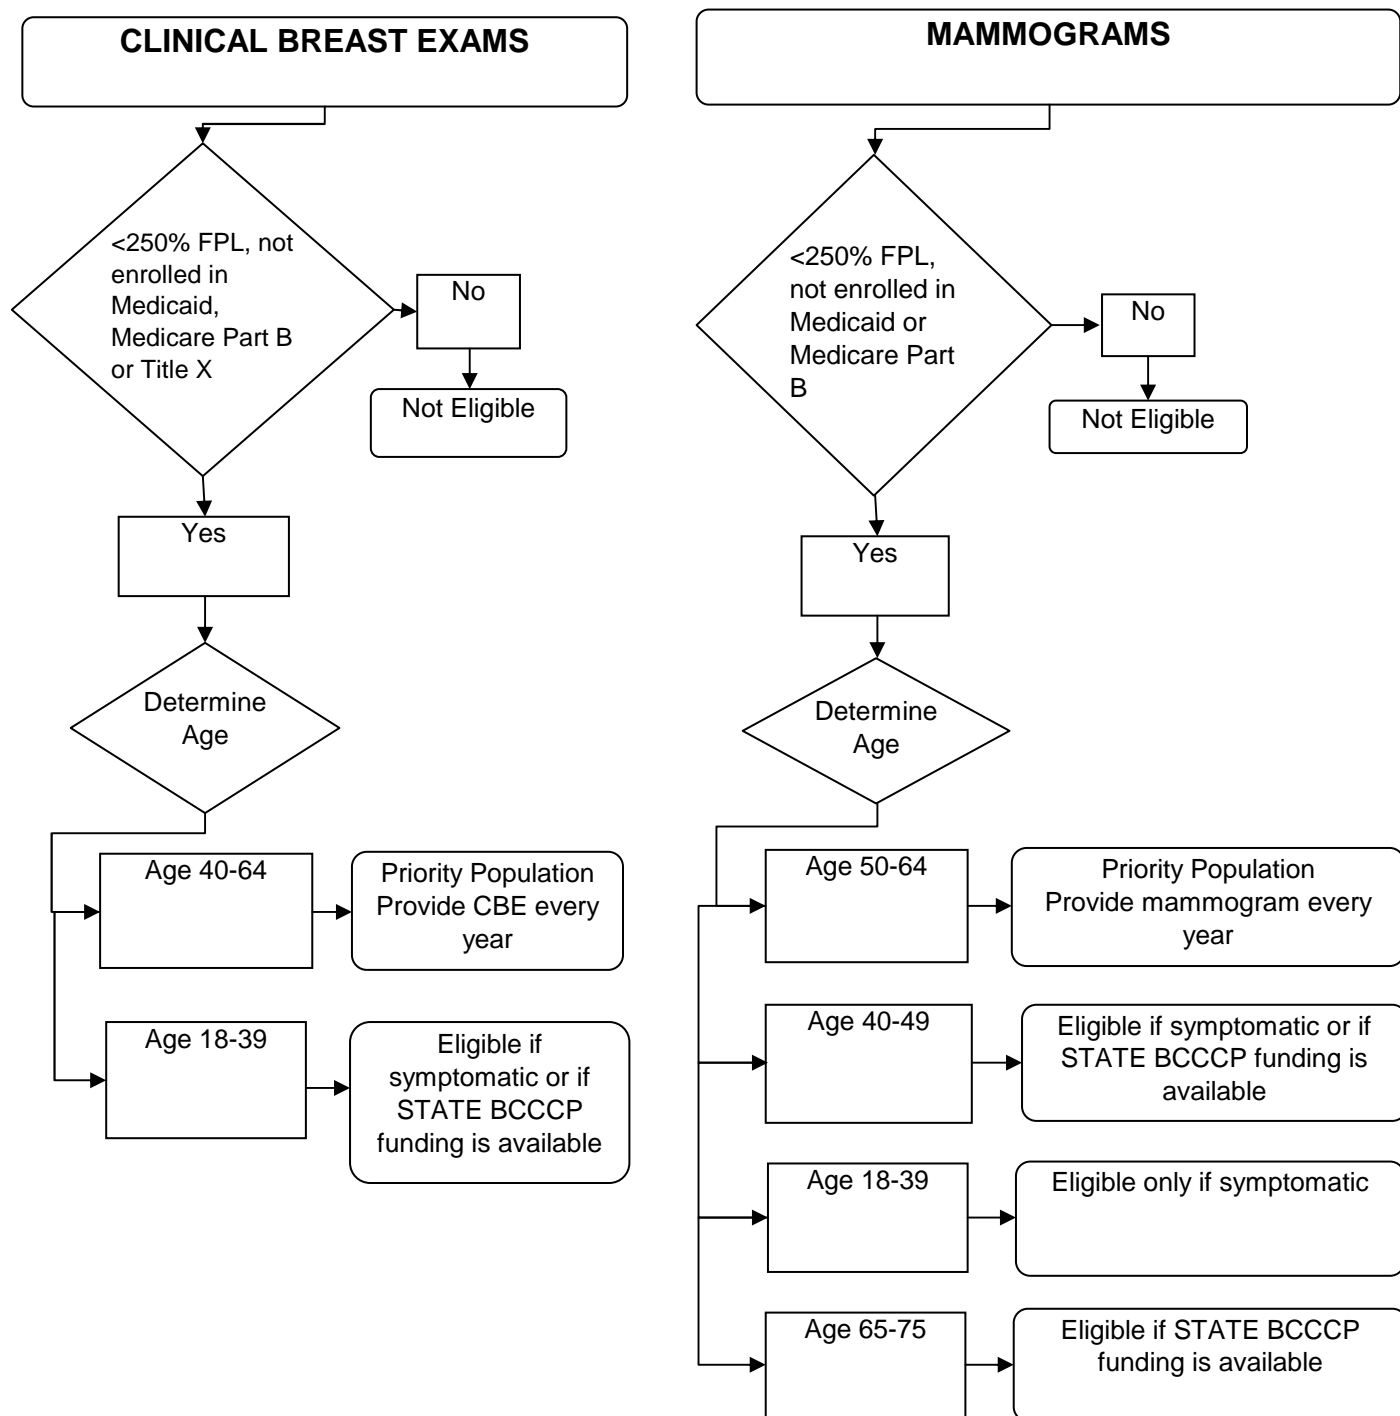 CLINICAL BREAST EXAMS
<250% FPL, not
enrolled in
Medicaid,
Medicare Part B
or Title X
No
Not Eligible
Yes
Determine
Age
Age 40-64
Priority Population
Provide CBE every
year
Age 18-39
Eligible if
symptomatic or if
STATE BCCCP
funding is available
MAMMOGRAMS
<250% FPL,
not enrolled in
Medicaid or
Medicare Part
B
No
Not Eligible
Yes
Determine
Age
Age 50-64
Priority Population
Provide mammogram every
year
Age 40-49
Eligible if symptomatic or if
STATE BCCCP funding is
available
Age 18-39
Eligible only if symptomatic
Age 65-75
Eligible if STATE BCCCP
funding is available